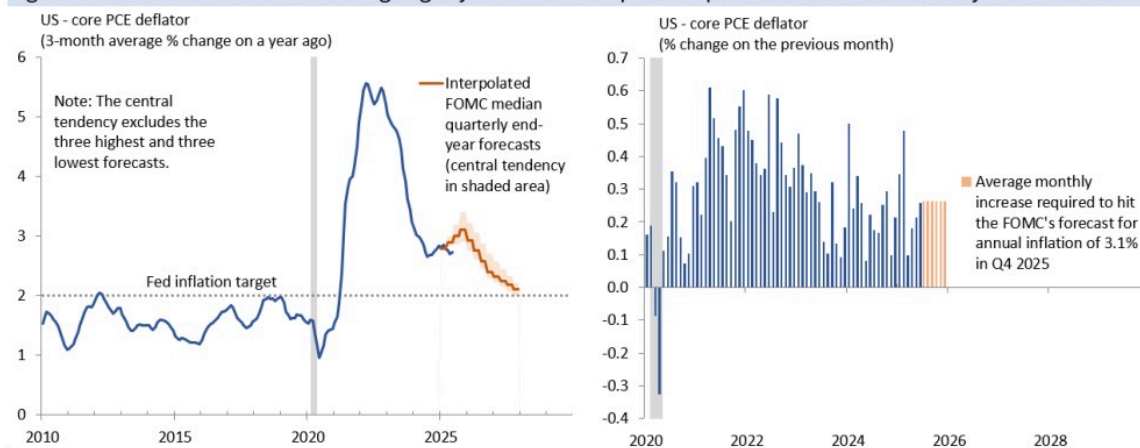 US - core PCE deflator
(3-month average % change on a year ago)
6
5
4
3
2
1
0
Note: The central
tendency excludes the
three highest and three
lowest forecasts.
Interpolated
FOMC median
quarterly end-
year forecasts
(central tendency
in shaded area)
Fed inflation target
2010
2015
2020
2025
US - core PCE deflator
(% change on the previous month)
0.7
0.6
0.5
0.4
0.3
0.2
0.1
0.0
-0.1
-0.2
-0.3
-0.4
Average monthly
increase required to hit
the FOMC's forecast for
annual inflation of 3.1%
in Q4 2025
2020
2022
2024
2026
2028